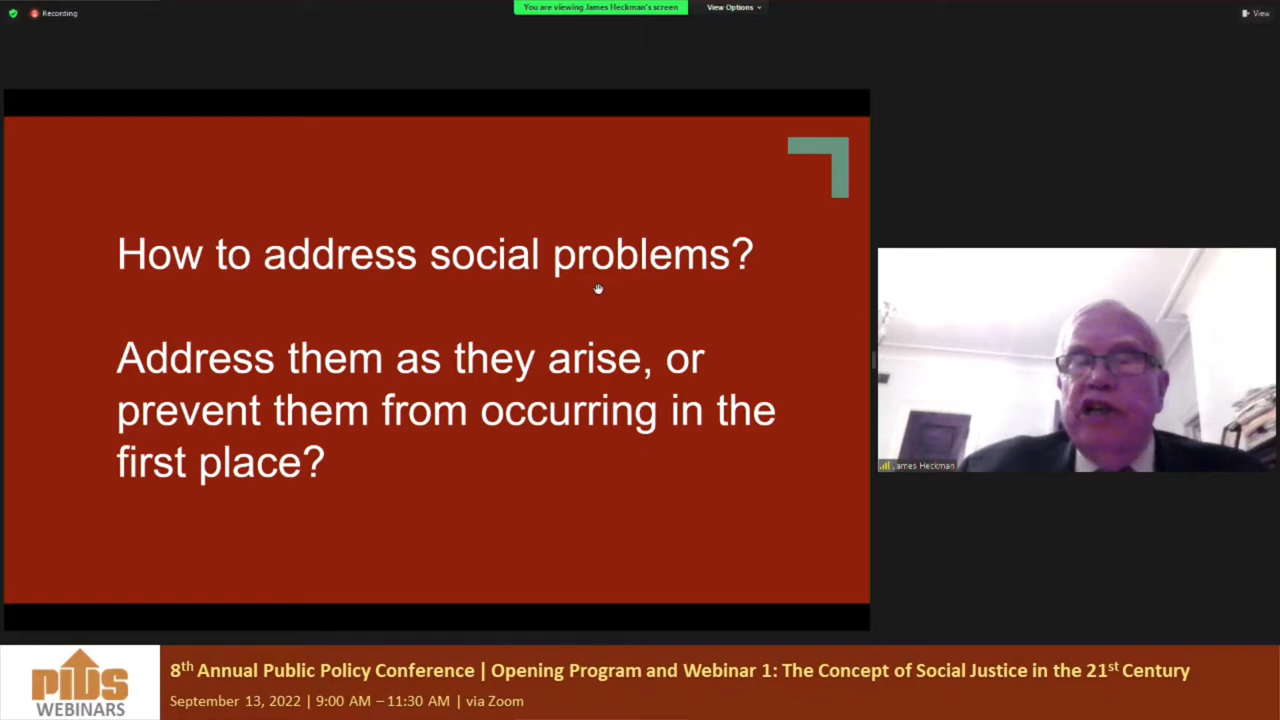 Recording
You are viewing James Heckman's screen
View Options
View
How to address social problems?
Address them as they arise, or
prevent them from occurring in the
first place?
James Heckman
PIDS
WEBINARS
8th Annual Public Policy Conference | Opening Program and Webinar 1: The Concept of Social Justice in the 21st Century
September 13, 2022 | 9:00 AM – 11:30 AM | via Zoom